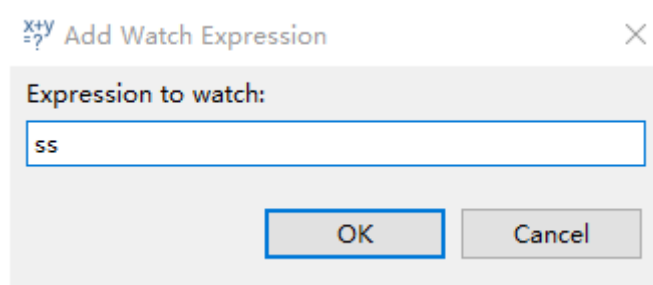 x+y
=?
Add Watch Expression
Expression to watch:
ss
OK
Cancel